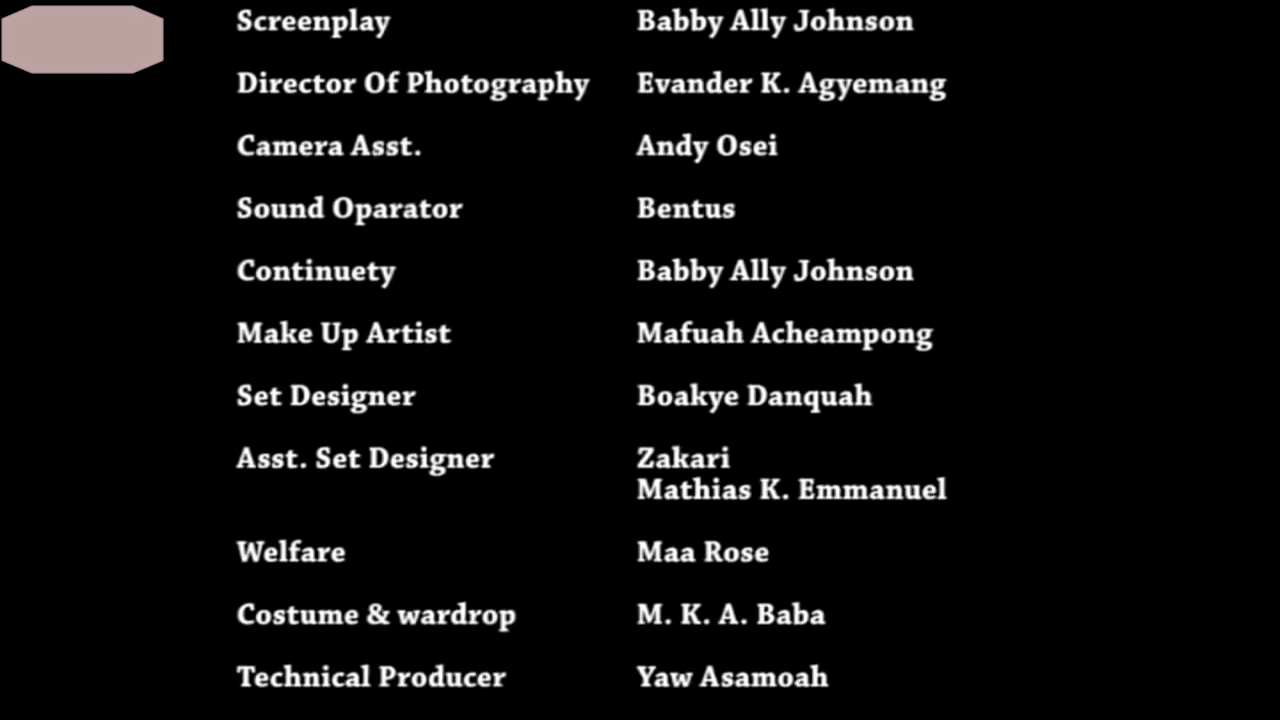 Screenplay Babby Ally Johnson
Director Of Photography Evander K. Agyemang
Camera Asst. Andy Osei
Sound Oparator Bentus
Continuety Babby Ally Johnson
Make Up Artist Mafuah Acheampong
Set Designer Boakye Danquah
Asst. Set Designer Zakari
Mathias K. Emmanuel
Welfare Maa Rose
Costume & wardrop M. K. A. Baba
Technical Producer Yaw Asamoah